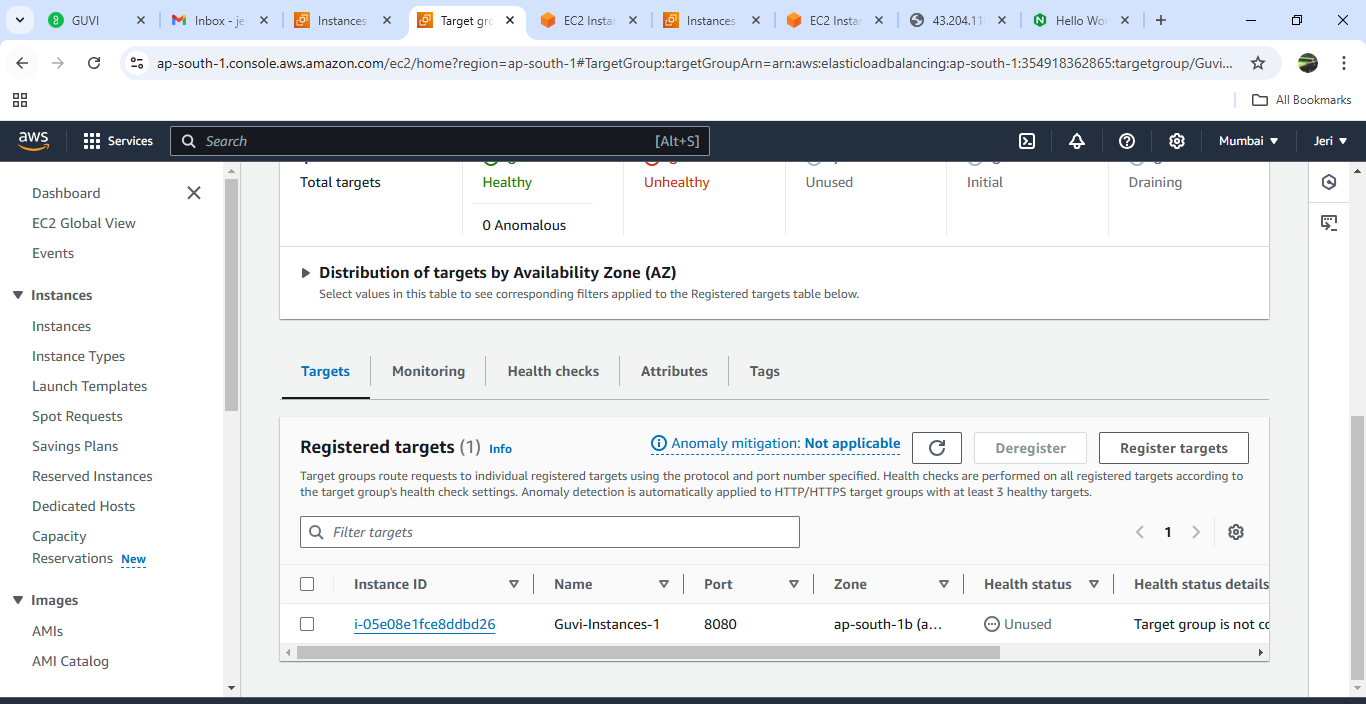 GUVI
Inbox - je
Instances
Target gro
EC2 Instan
Instances
EC2 Instan
43.204.11
Hello Wor
ap-south-1.console.aws.amazon.com/ec2/home?region=ap-south-1#TargetGroup:targetGroupArn=arn:aws:elasticloadbalancing:ap-south-1:354918362865:targetgroup/Guvi...
All Bookmarks
aws
Services
Search
[Alt+S]
Mumbai
Jeri
Dashboard
EC2 Global View
Events
Instances
Instances
Instance Types
Launch Templates
Spot Requests
Savings Plans
Reserved Instances
Dedicated Hosts
Capacity
Reservations New
Images
AMIs
AMI Catalog
Total targets
Healthy
Unhealthy
Unused
Initial
Draining
0 Anomalous
Distribution of targets by Availability Zone (AZ)
Select values in this table to see corresponding filters applied to the Registered targets table below.
Targets
Monitoring
Health checks
Attributes
Tags
Registered targets (1) Info
Anomaly mitigation: Not applicable
Deregister
Register targets
Target groups route requests to individual registered targets using the protocol and port number specified. Health checks are performed on all registered targets according to
the target group's health check settings. Anomaly detection is automatically applied to HTTP/HTTPS target groups with at least 3 healthy targets.
Filter targets
1
Instance ID
Name
Port
Zone
Health status
Health status details
i-05e08e1fce8ddbd26
Guvi-Instances-1
8080
ap-south-1b (a...
Unused
Target group is not co